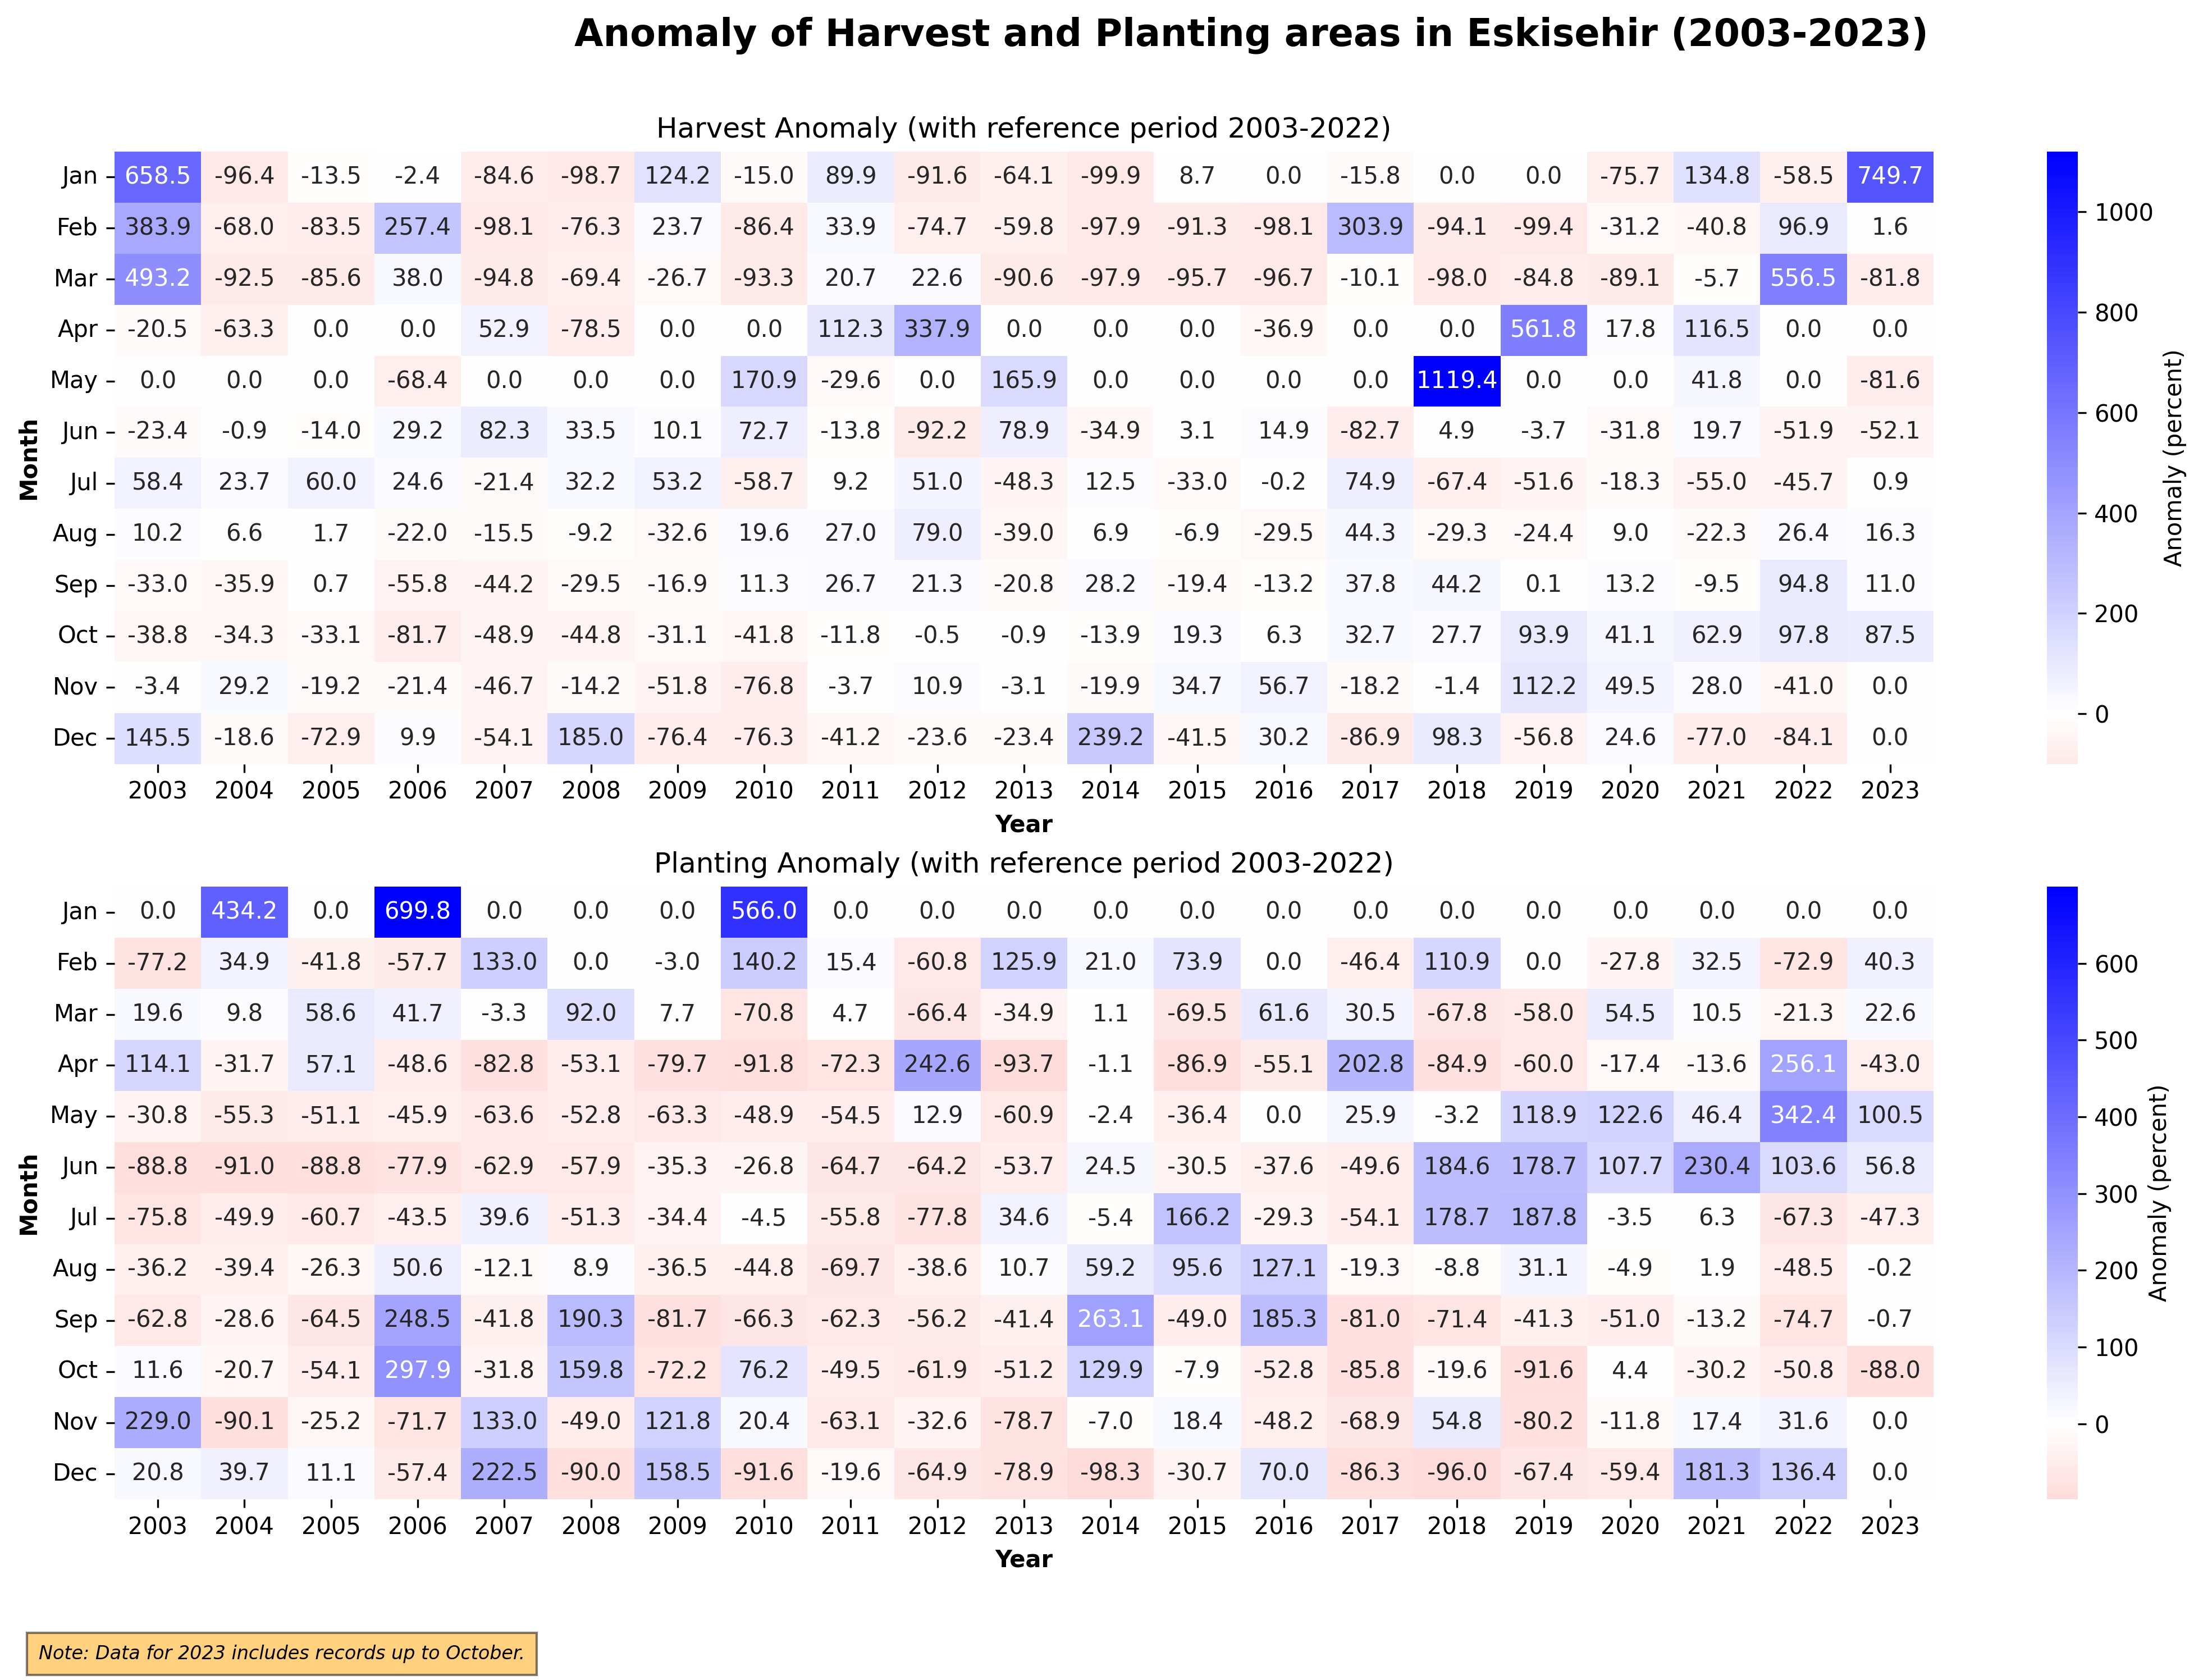 Anomaly of Harvest and Planting areas in Eskisehir (2003-2023)
Harvest Anomaly (with reference period 2003-2022)
Jan 658.5 -96.4 -13.5 -2.4 -84.6 -98.7 124.2 -15.0 89.9 -91.6 -64.1 -99.9 8.7 0.0 -15.8 0.0 0.0 -75.7 134.8 -58.5 749.7
Feb 383.9 -68.0 -83.5 257.4 -98.1 -76.3 23.7 -86.4 33.9 -74.7 -59.8 -97.9 -91.3 -98.1 303.9 -94.1 -99.4 -31.2 -40.8 96.9 1.6
Mar 493.2 -92.5 -85.6 38.0 -94.8 -69.4 -26.7 -93.3 20.7 22.6 -90.6 -97.9 -95.7 -96.7 -10.1 -98.0 -84.8 -89.1 -5.7 556.5 -81.8
Apr -20.5 -63.3 0.0 0.0 52.9 -78.5 0.0 0.0 112.3 337.9 0.0 0.0 0.0 -36.9 0.0 0.0 561.8 17.8 116.5 0.0 0.0
May 0.0 0.0 0.0 -68.4 0.0 0.0 0.0 170.9 -29.6 0.0 165.9 0.0 0.0 0.0 0.0 1119.4 0.0 0.0 41.8 0.0 -81.6
Jun -23.4 -0.9 -14.0 29.2 82.3 33.5 10.1 72.7 -13.8 -92.2 78.9 -34.9 3.1 14.9 -82.7 4.9 -3.7 -31.8 19.7 -51.9 -52.1
Jul 58.4 23.7 60.0 24.6 -21.4 32.2 53.2 -58.7 9.2 51.0 -48.3 12.5 -33.0 -0.2 74.9 -67.4 -51.6 -18.3 -55.0 -45.7 0.9
Aug 10.2 6.6 1.7 -22.0 -15.5 -9.2 -32.6 19.6 27.0 79.0 -39.0 6.9 -6.9 -29.5 44.3 -29.3 -24.4 9.0 -22.3 26.4 16.3
Sep -33.0 -35.9 0.7 -55.8 -44.2 -29.5 -16.9 11.3 26.7 21.3 -20.8 28.2 -19.4 -13.2 37.8 44.2 0.1 13.2 -9.5 94.8 11.0
Oct -38.8 -34.3 -33.1 -81.7 -48.9 -44.8 -31.1 -41.8 -11.8 -0.5 -0.9 -13.9 19.3 6.3 32.7 27.7 93.9 41.1 62.9 97.8 87.5
Nov -3.4 29.2 -19.2 -21.4 -46.7 -14.2 -51.8 -76.8 -3.7 10.9 -3.1 -19.9 34.7 56.7 -18.2 -1.4 112.2 49.5 28.0 -41.0 0.0
Dec 145.5 -18.6 -72.9 9.9 -54.1 185.0 -76.4 -76.3 -41.2 -23.6 -23.4 239.2 -41.5 30.2 -86.9 98.3 -56.8 24.6 -77.0 -84.1 0.0
2003 2004 2005 2006 2007 2008 2009 2010 2011 2012 2013 2014 2015 2016 2017 2018 2019 2020 2021 2022 2023
Year
Month
1000
800
600
400
200
0
Anomaly (percent)
Planting Anomaly (with reference period 2003-2022)
Jan 0.0 434.2 0.0 699.8 0.0 0.0 0.0 566.0 0.0 0.0 0.0 0.0 0.0 0.0 0.0 0.0 0.0 0.0 0.0 0.0 0.0
Feb -77.2 34.9 -41.8 -57.7 133.0 0.0 -3.0 140.2 15.4 -60.8 125.9 21.0 73.9 0.0 -46.4 110.9 0.0 -27.8 32.5 -72.9 40.3
Mar 19.6 9.8 58.6 41.7 -3.3 92.0 7.7 -70.8 4.7 -66.4 -34.9 1.1 -69.5 61.6 30.5 -67.8 -58.0 54.5 10.5 -21.3 22.6
Apr 114.1 -31.7 57.1 -48.6 -82.8 -53.1 -79.7 -91.8 -72.3 242.6 -93.7 -1.1 -86.9 -55.1 202.8 -84.9 -60.0 -17.4 -13.6 256.1 -43.0
May -30.8 -55.3 -51.1 -45.9 -63.6 -52.8 -63.3 -48.9 -54.5 12.9 -60.9 -2.4 -36.4 0.0 25.9 -3.2 118.9 122.6 46.4 342.4 100.5
Jun -88.8 -91.0 -88.8 -77.9 -62.9 -57.9 -35.3 -26.8 -64.7 -64.2 -53.7 24.5 -30.5 -37.6 -49.6 184.6 178.7 107.7 230.4 103.6 56.8
Jul -75.8 -49.9 -60.7 -43.5 39.6 -51.3 -34.4 -4.5 -55.8 -77.8 34.6 -5.4 166.2 -29.3 -54.1 178.7 187.8 -3.5 6.3 -67.3 -47.3
Aug -36.2 -39.4 -26.3 50.6 -12.1 8.9 -36.5 -44.8 -69.7 -38.6 10.7 59.2 95.6 127.1 -19.3 -8.8 31.1 -4.9 1.9 -48.5 -0.2
Sep -62.8 -28.6 -64.5 248.5 -41.8 190.3 -81.7 -66.3 -62.3 -56.2 -41.4 263.1 -49.0 185.3 -81.0 -71.4 -41.3 -51.0 -13.2 -74.7 -0.7
Oct 11.6 -20.7 -54.1 297.9 -31.8 159.8 -72.2 76.2 -49.5 -61.9 -51.2 129.9 -7.9 -52.8 -85.8 -19.6 -91.6 4.4 -30.2 -50.8 -88.0
Nov 229.0 -90.1 -25.2 -71.7 133.0 -49.0 121.8 20.4 -63.1 -32.6 -78.7 -7.0 18.4 -48.2 -68.9 54.8 -80.2 -11.8 17.4 31.6 0.0
Dec 20.8 39.7 11.1 -57.4 222.5 -90.0 158.5 -91.6 -19.6 -64.9 -78.9 -98.3 -30.7 70.0 -86.3 -96.0 -67.4 -59.4 181.3 136.4 0.0
2003 2004 2005 2006 2007 2008 2009 2010 2011 2012 2013 2014 2015 2016 2017 2018 2019 2020 2021 2022 2023
Year
Month
600
500
400
300
200
100
0
Anomaly (percent)
Note: Data for 2023 includes records up to October.